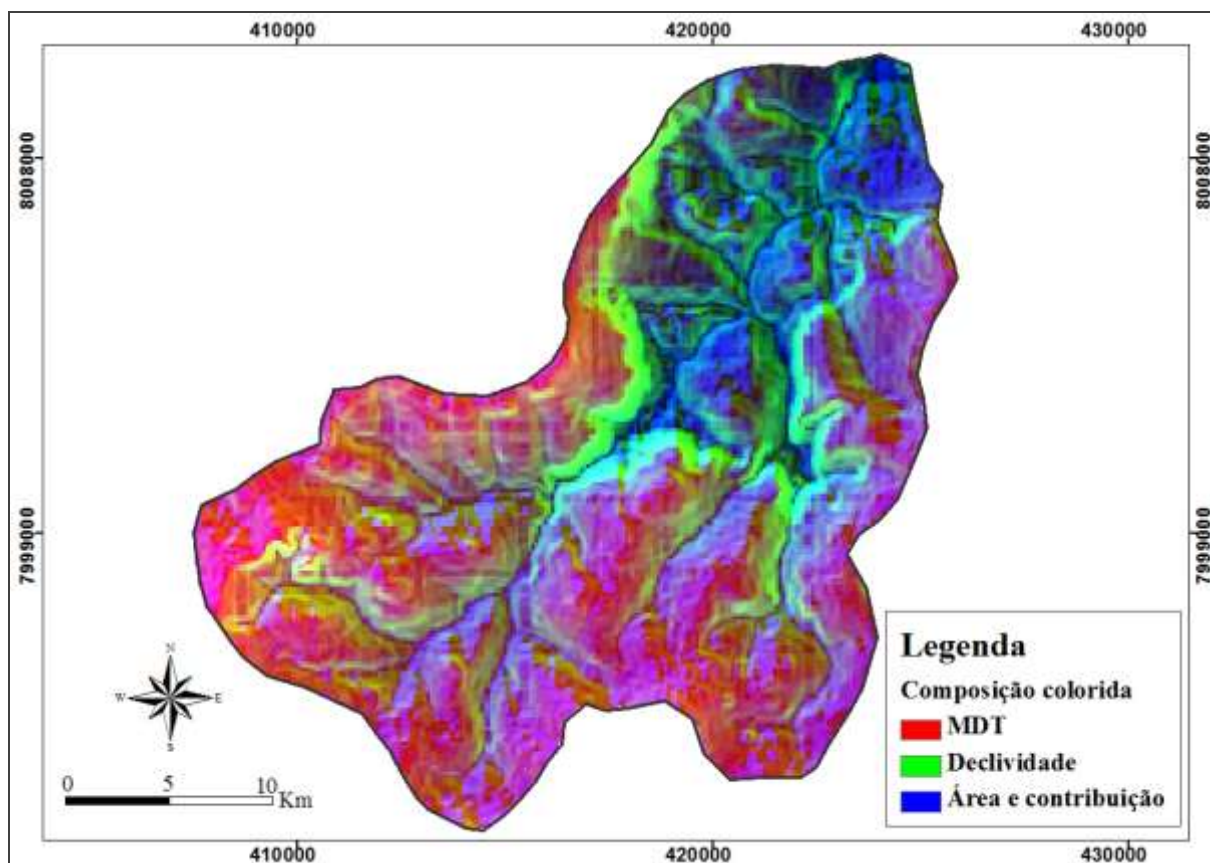 410000 420000 430000
8008000 8008000
7999000 7999000
N
W E
S
0 5 10
Km
Legenda
Composição colorida
MDT
Declividade
Área e contribuição
410000 420000 430000